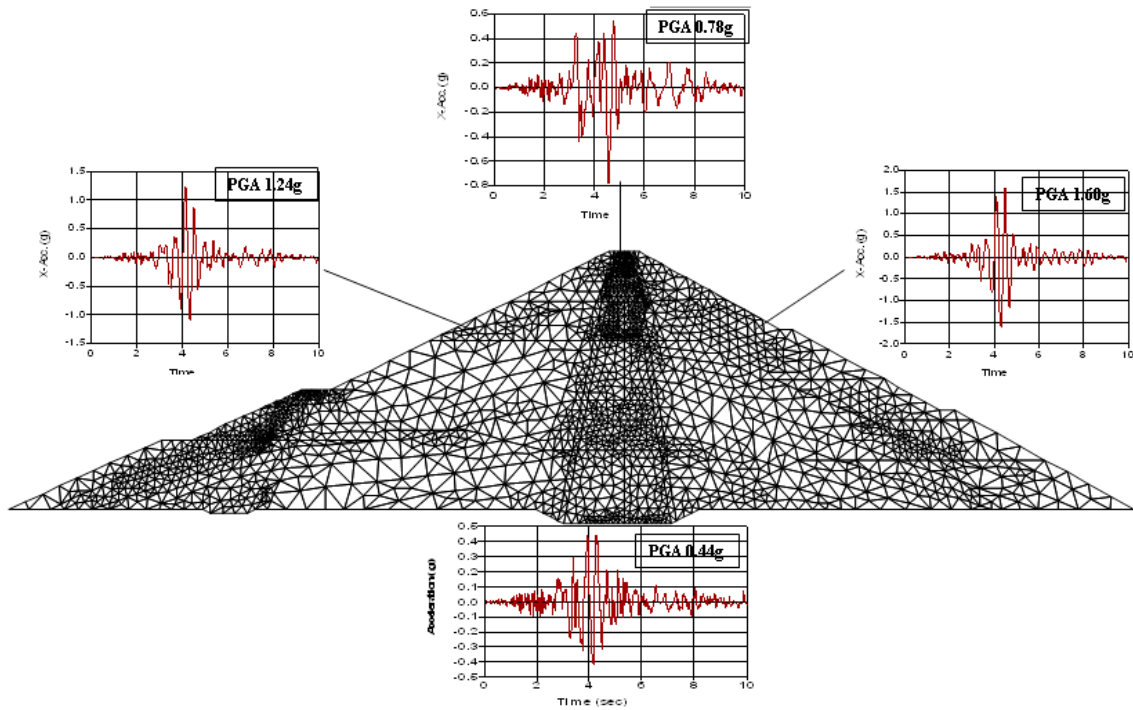 PGA 0.78g
X-Acc. (g)
0.6
0.4
0.2
0.0
-0.2
-0.4
-0.6
-0.8
0 2 4 6 8 10
Time
PGA 1.24g
X-Acc. (g)
1.5
1.0
0.5
0.0
-0.5
-1.0
-1.5
0 2 4 6 8 10
Time
PGA 1.60g
X-Acc. (g)
2.0
1.5
1.0
0.5
0.0
-0.5
-1.0
-1.5
-2.0
0 2 4 6 8 10
Time
PGA 0.44g
Acceleration (g)
0.5
0.4
0.3
0.2
0.1
0.0
-0.1
-0.2
-0.3
-0.4
-0.5
0 2 4 6 8 10
Time (sec)